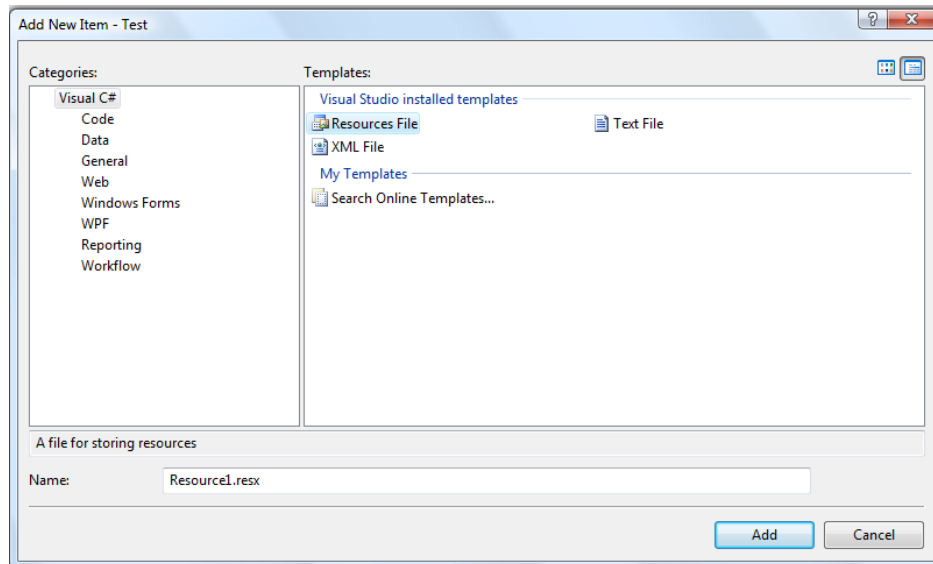 Add New Item - Test
Categories:
Templates:
Visual C#
Code
Data
General
Web
Windows Forms
WPF
Reporting
Workflow
Visual Studio installed templates
Resources File
Text File
XML File
My Templates
Search Online Templates...
A file for storing resources
Name:
Resource1.resx
Add
Cancel